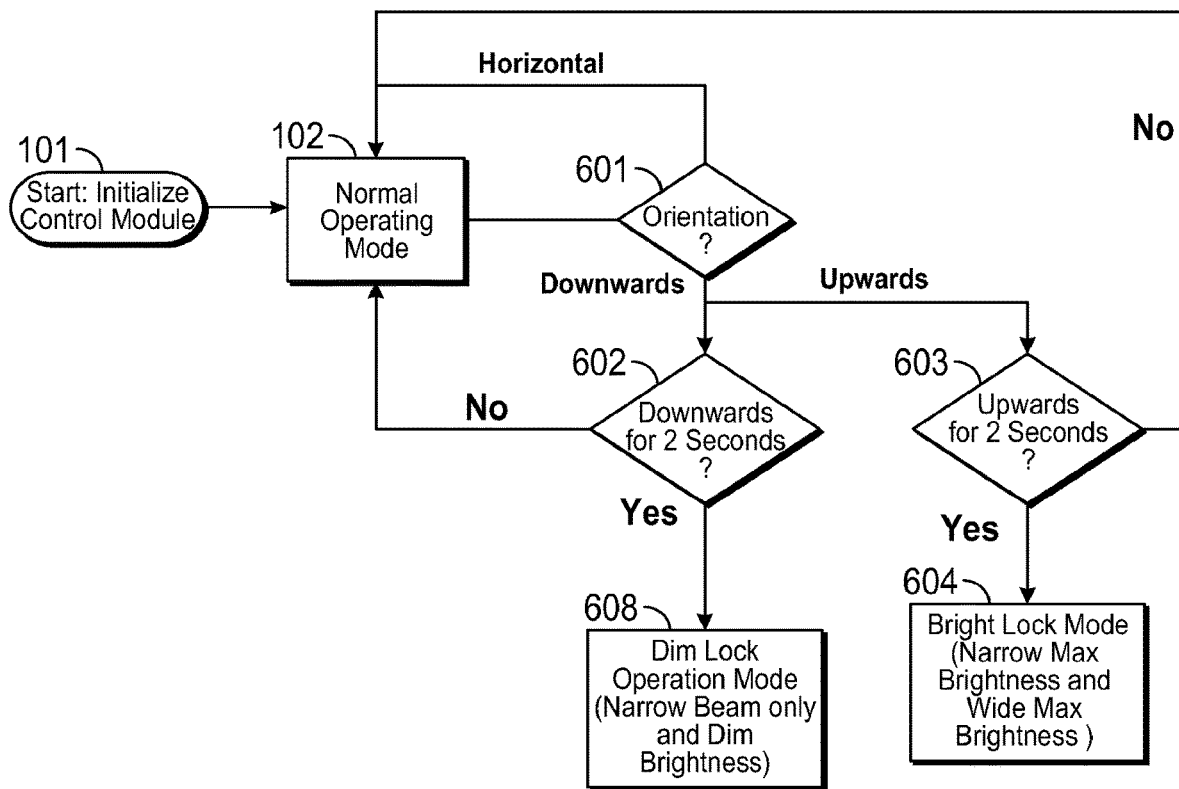 Horizontal
No
101
102
601
Start: Initialize
Control Module
Normal
Operating
Mode
Orientation
?
Downwards
Upwards
602
603
No
Downwards
for 2 Seconds
?
Upwards
for 2 Seconds
?
Yes
Yes
608
604
Dim Lock
Operation Mode
(Narrow Beam only
and Dim
Brightness)
Bright Lock Mode
(Narrow Max
Brightness and
Wide Max
Brightness )